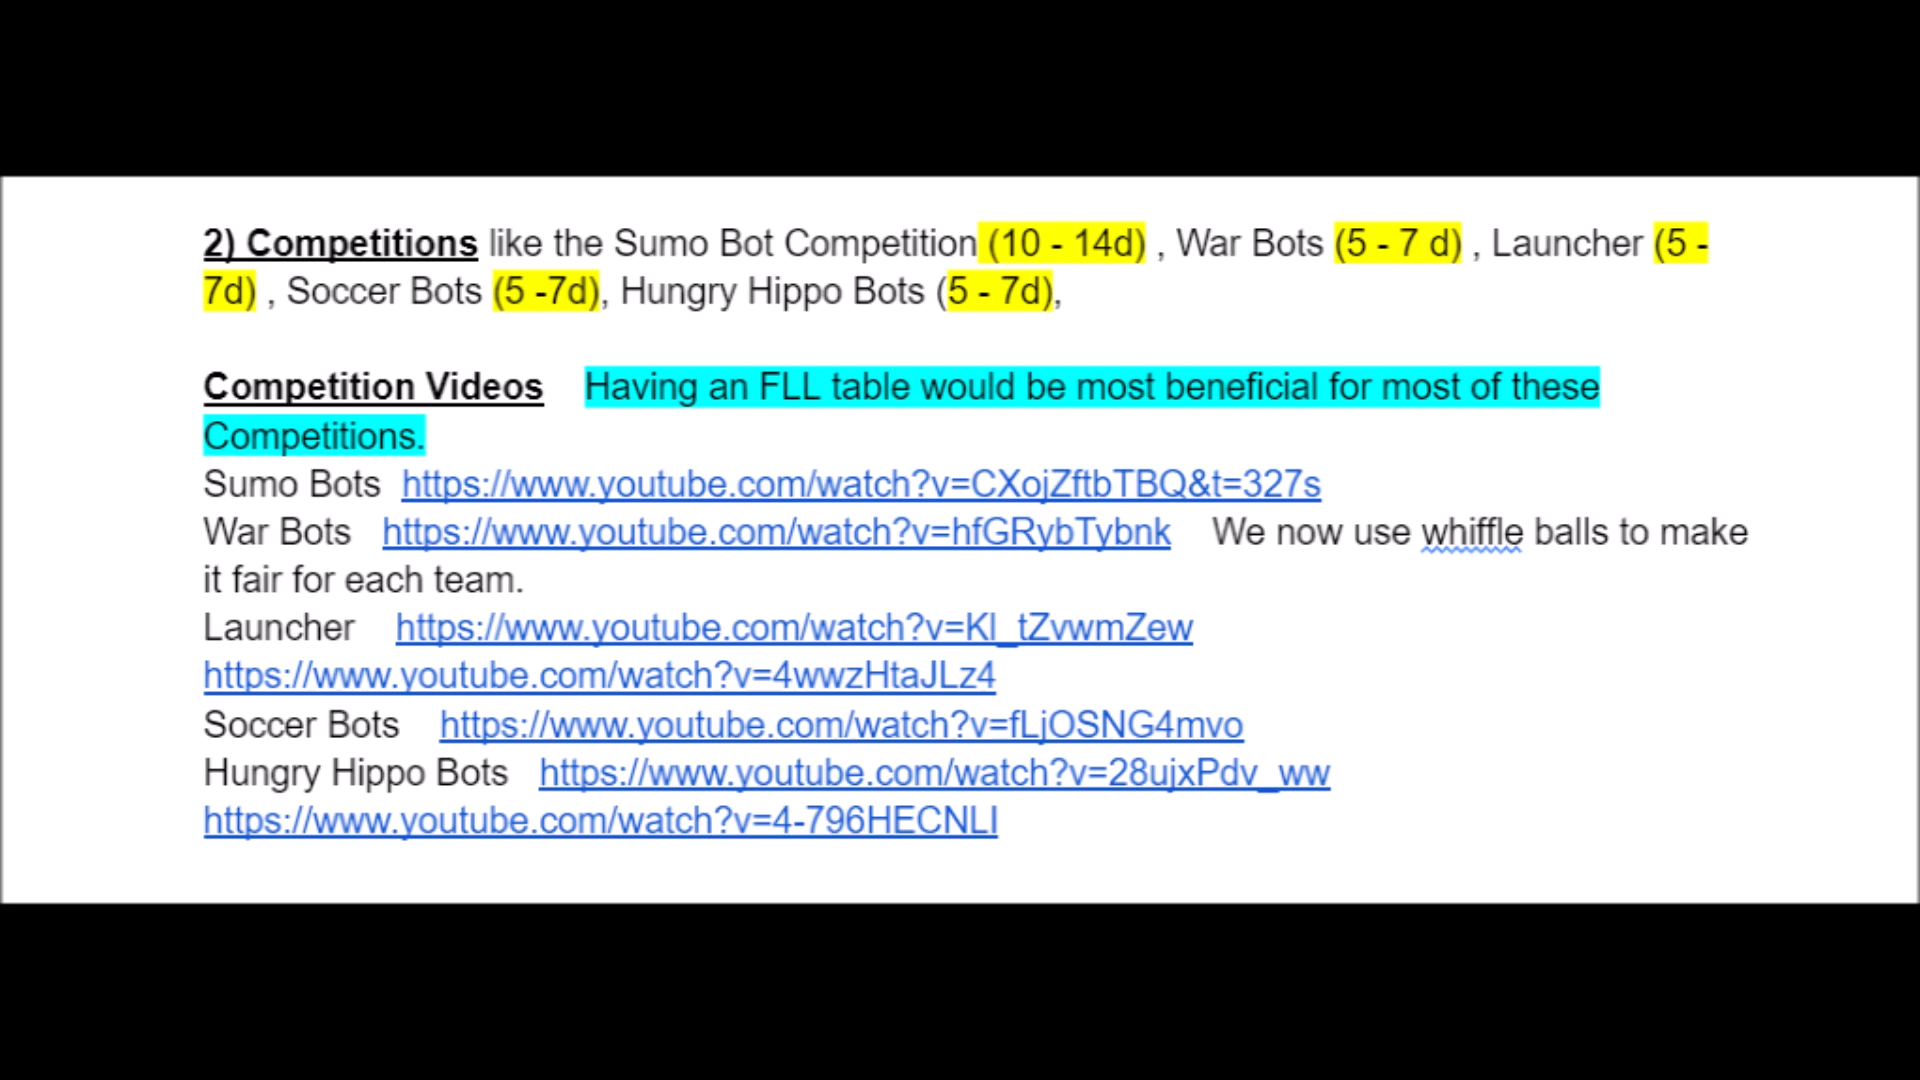 2) Competitions like the Sumo Bot Competition (10 - 14d) , War Bots (5 - 7 d) , Launcher (5 -
7d) , Soccer Bots (5 -7d), Hungry Hippo Bots (5 - 7d),
Competition Videos Having an FLL table would be most beneficial for most of these
Competitions.
Sumo Bots https://www.youtube.com/watch?v=CXojZftbTBQ&t=327s
War Bots https://www.youtube.com/watch?v=hfGRybTybnk We now use whiffle balls to make
it fair for each team.
Launcher https://www.youtube.com/watch?v=Kl_tZvwmZew
https://www.youtube.com/watch?v=4wwzHtaJLz4
Soccer Bots https://www.youtube.com/watch?v=fLjOSNG4mvo
Hungry Hippo Bots https://www.youtube.com/watch?v=28ujxPdv_ww
https://www.youtube.com/watch?v=4-796HECNLI